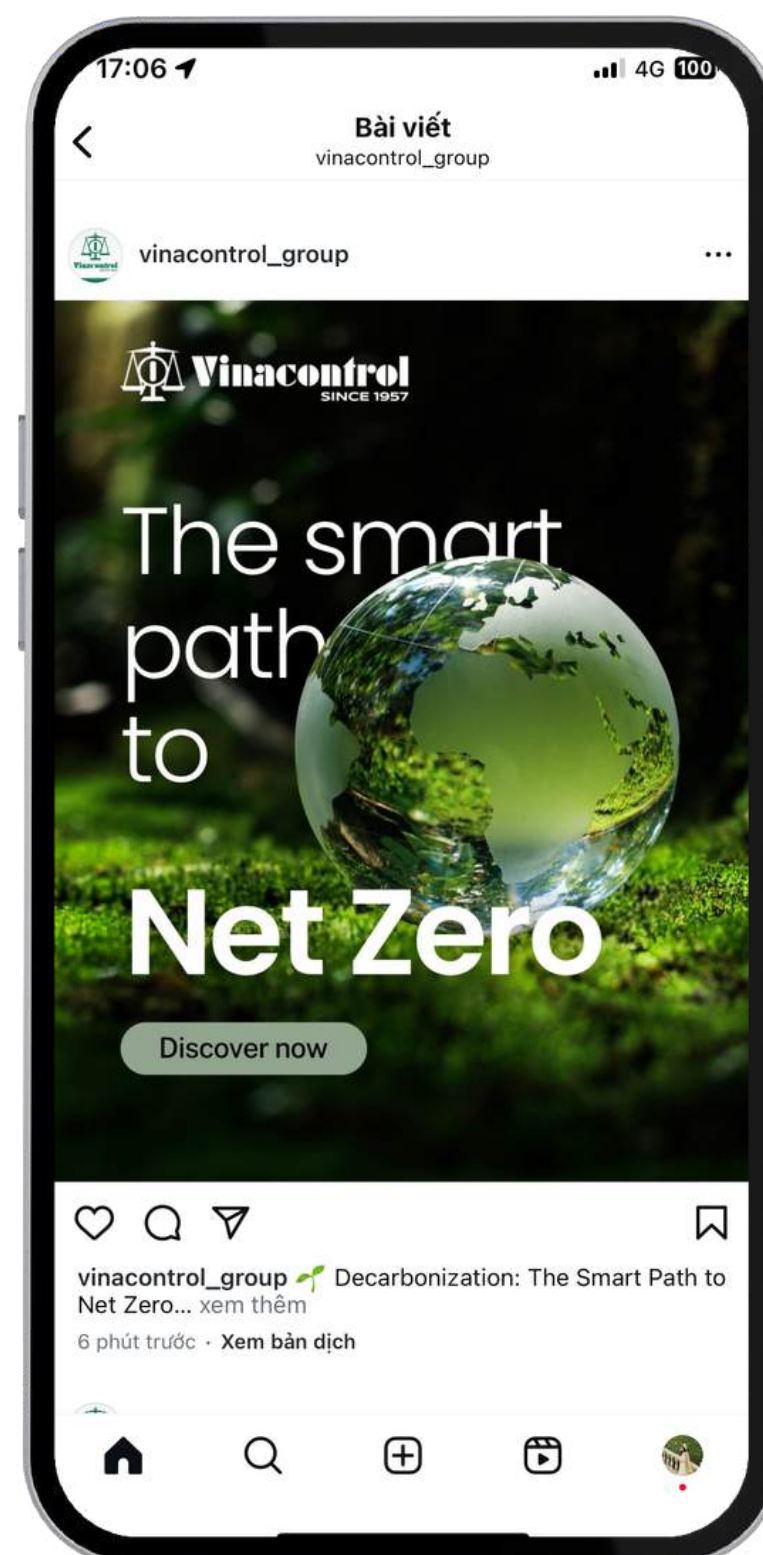 17:06
4G 100
Bài viết
vinacontrol_group
vinacontrol_group
Vinacontrol
Vinacontrol
SINCE 1957
The smart
path
to
Net Zero
Discover now
vinacontrol_group 🌱 Decarbonization: The Smart Path to
Net Zero... xem thêm
6 phút trước · Xem bản dịch